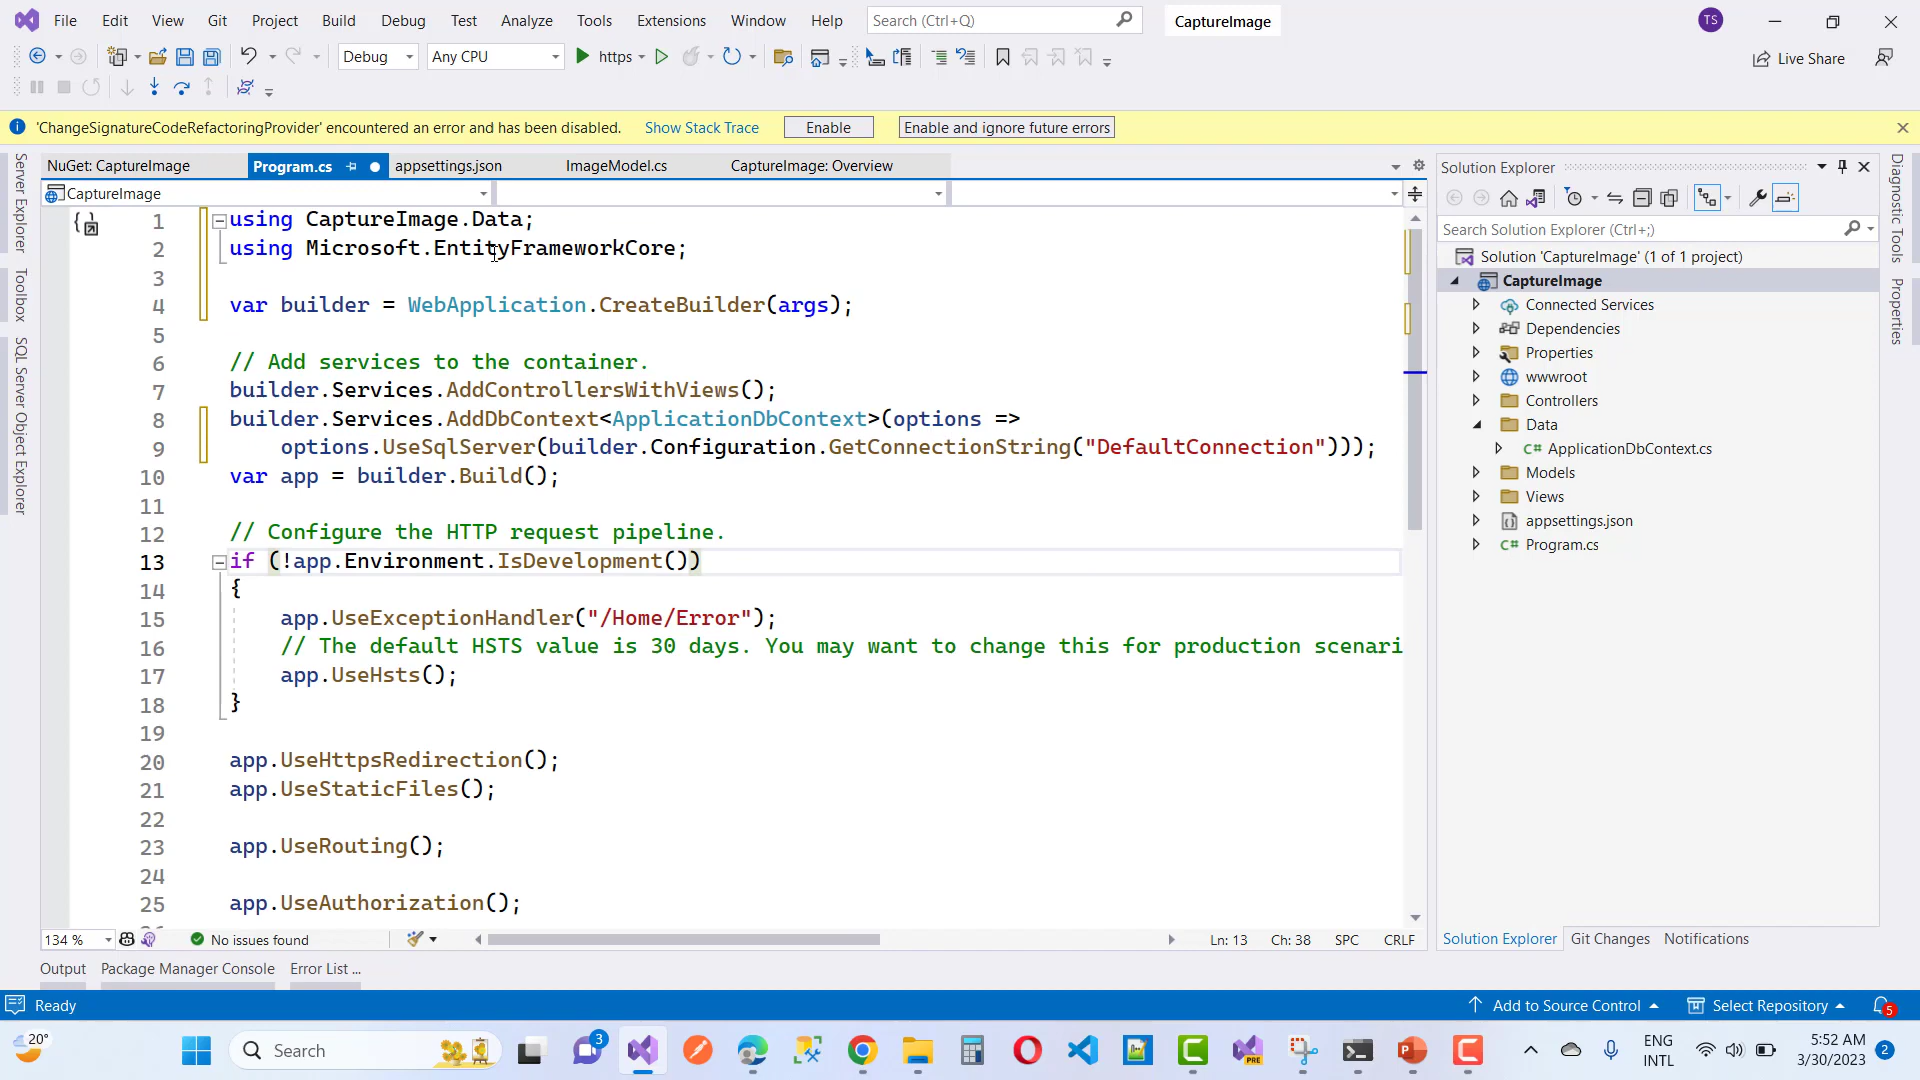 File Edit View Git Project Build Debug Test Analyze Tools Extensions Window Help Search (Ctrl+Q) CaptureImage TS
Debug Any CPU https Live Share
'ChangeSignatureCodeRefactoringProvider' encountered an error and has been disabled. Show Stack Trace Enable Enable and ignore future errors
NuGet: CaptureImage Program.cs appsettings.json ImageModel.cs CaptureImage: Overview
CaptureImage
1 using CaptureImage.Data;
2 using Microsoft.EntityFrameworkCore;
3
4 var builder = WebApplication.CreateBuilder(args);
5
6 // Add services to the container.
7 builder.Services.AddControllersWithViews();
8 builder.Services.AddDbContext<ApplicationDbContext>(options =>
9 options.UseSqlServer(builder.Configuration.GetConnectionString("DefaultConnection")));
10 var app = builder.Build();
11
12 // Configure the HTTP request pipeline.
13 if (!app.Environment.IsDevelopment())
14 {
15 app.UseExceptionHandler("/Home/Error");
16 // The default HSTS value is 30 days. You may want to change this for production scenari
17 app.UseHsts();
18 }
19
20 app.UseHttpsRedirection();
21 app.UseStaticFiles();
22
23 app.UseRouting();
24
25 app.UseAuthorization();
134 % No issues found Ln: 13 Ch: 38 SPC CRLF
Server Explorer
Toolbox
SQL Server Object Explorer
Solution Explorer
Search Solution Explorer (Ctrl+;)
Solution 'CaptureImage' (1 of 1 project)
CaptureImage
Connected Services
Dependencies
Properties
wwwroot
Controllers
Data
C# ApplicationDbContext.cs
Models
Views
appsettings.json
C# Program.cs
Solution Explorer Git Changes Notifications
Diagnostic Tools
Properties
Output Package Manager Console Error List ...
Ready Add to Source Control Select Repository 5
20° Search 3 PRE ENG INTL 5:52 AM 3/30/2023 2